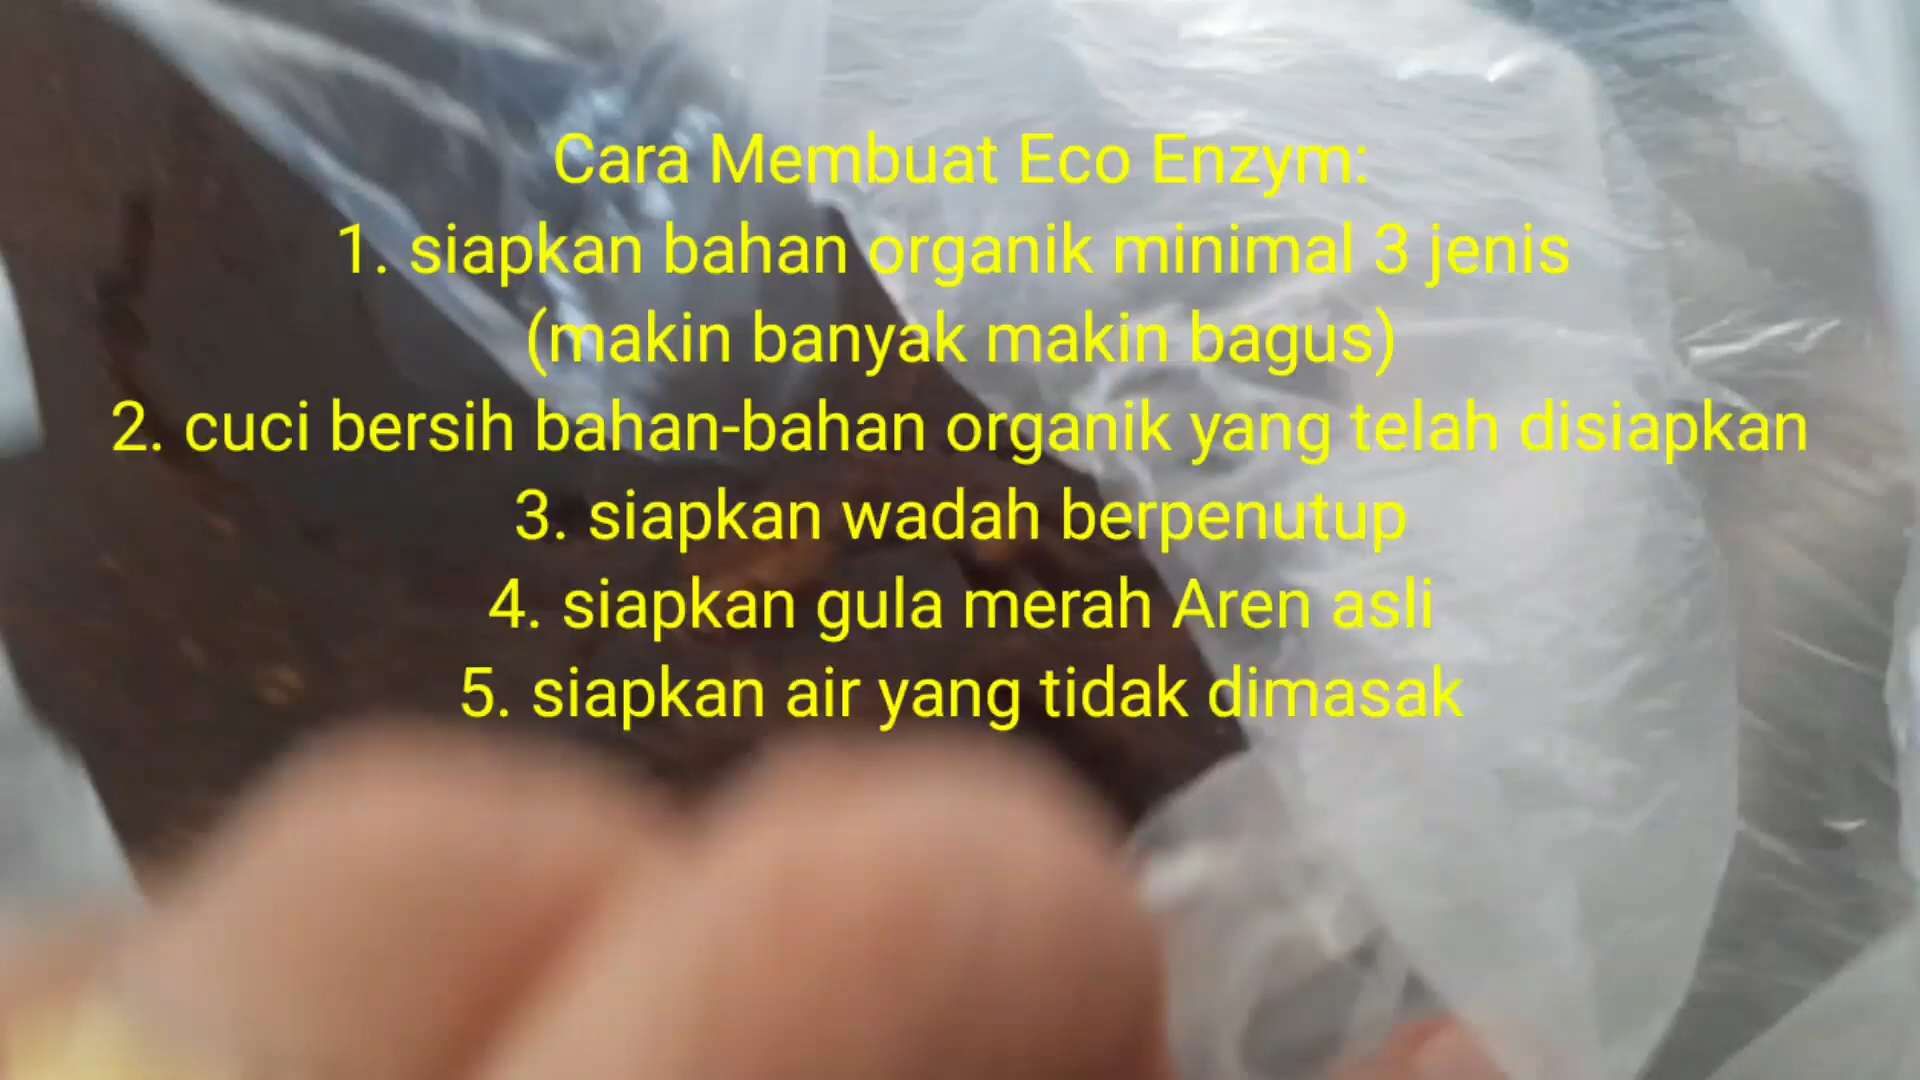 Cara Membuat Eco Enzym:
1. siapkan bahan organik minimal 3 jenis
(makin banyak makin bagus)
2. cuci bersih bahan-bahan organik yang telah disiapkan
3. siapkan wadah berpenutup
4. siapkan gula merah Aren asli
5. siapkan air yang tidak dimasak